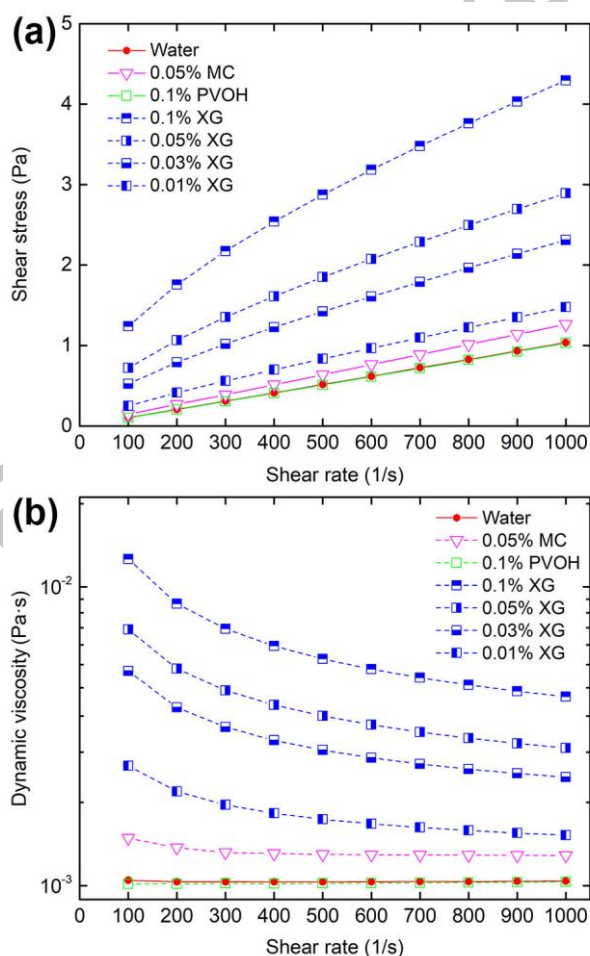 (a)
5
4
3
2
1
0
Shear stress (Pa)
Water
0.05% MC
0.1% PVOH
0.1% XG
0.05% XG
0.03% XG
0.01% XG
0 100 200 300 400 500 600 700 800 900 1000
Shear rate (1/s)
(b)
10⁻²
10⁻³
Dynamic viscosity (Pa·s)
Water
0.05% MC
0.1% PVOH
0.1% XG
0.05% XG
0.03% XG
0.01% XG
0 100 200 300 400 500 600 700 800 900 1000
Shear rate (1/s)